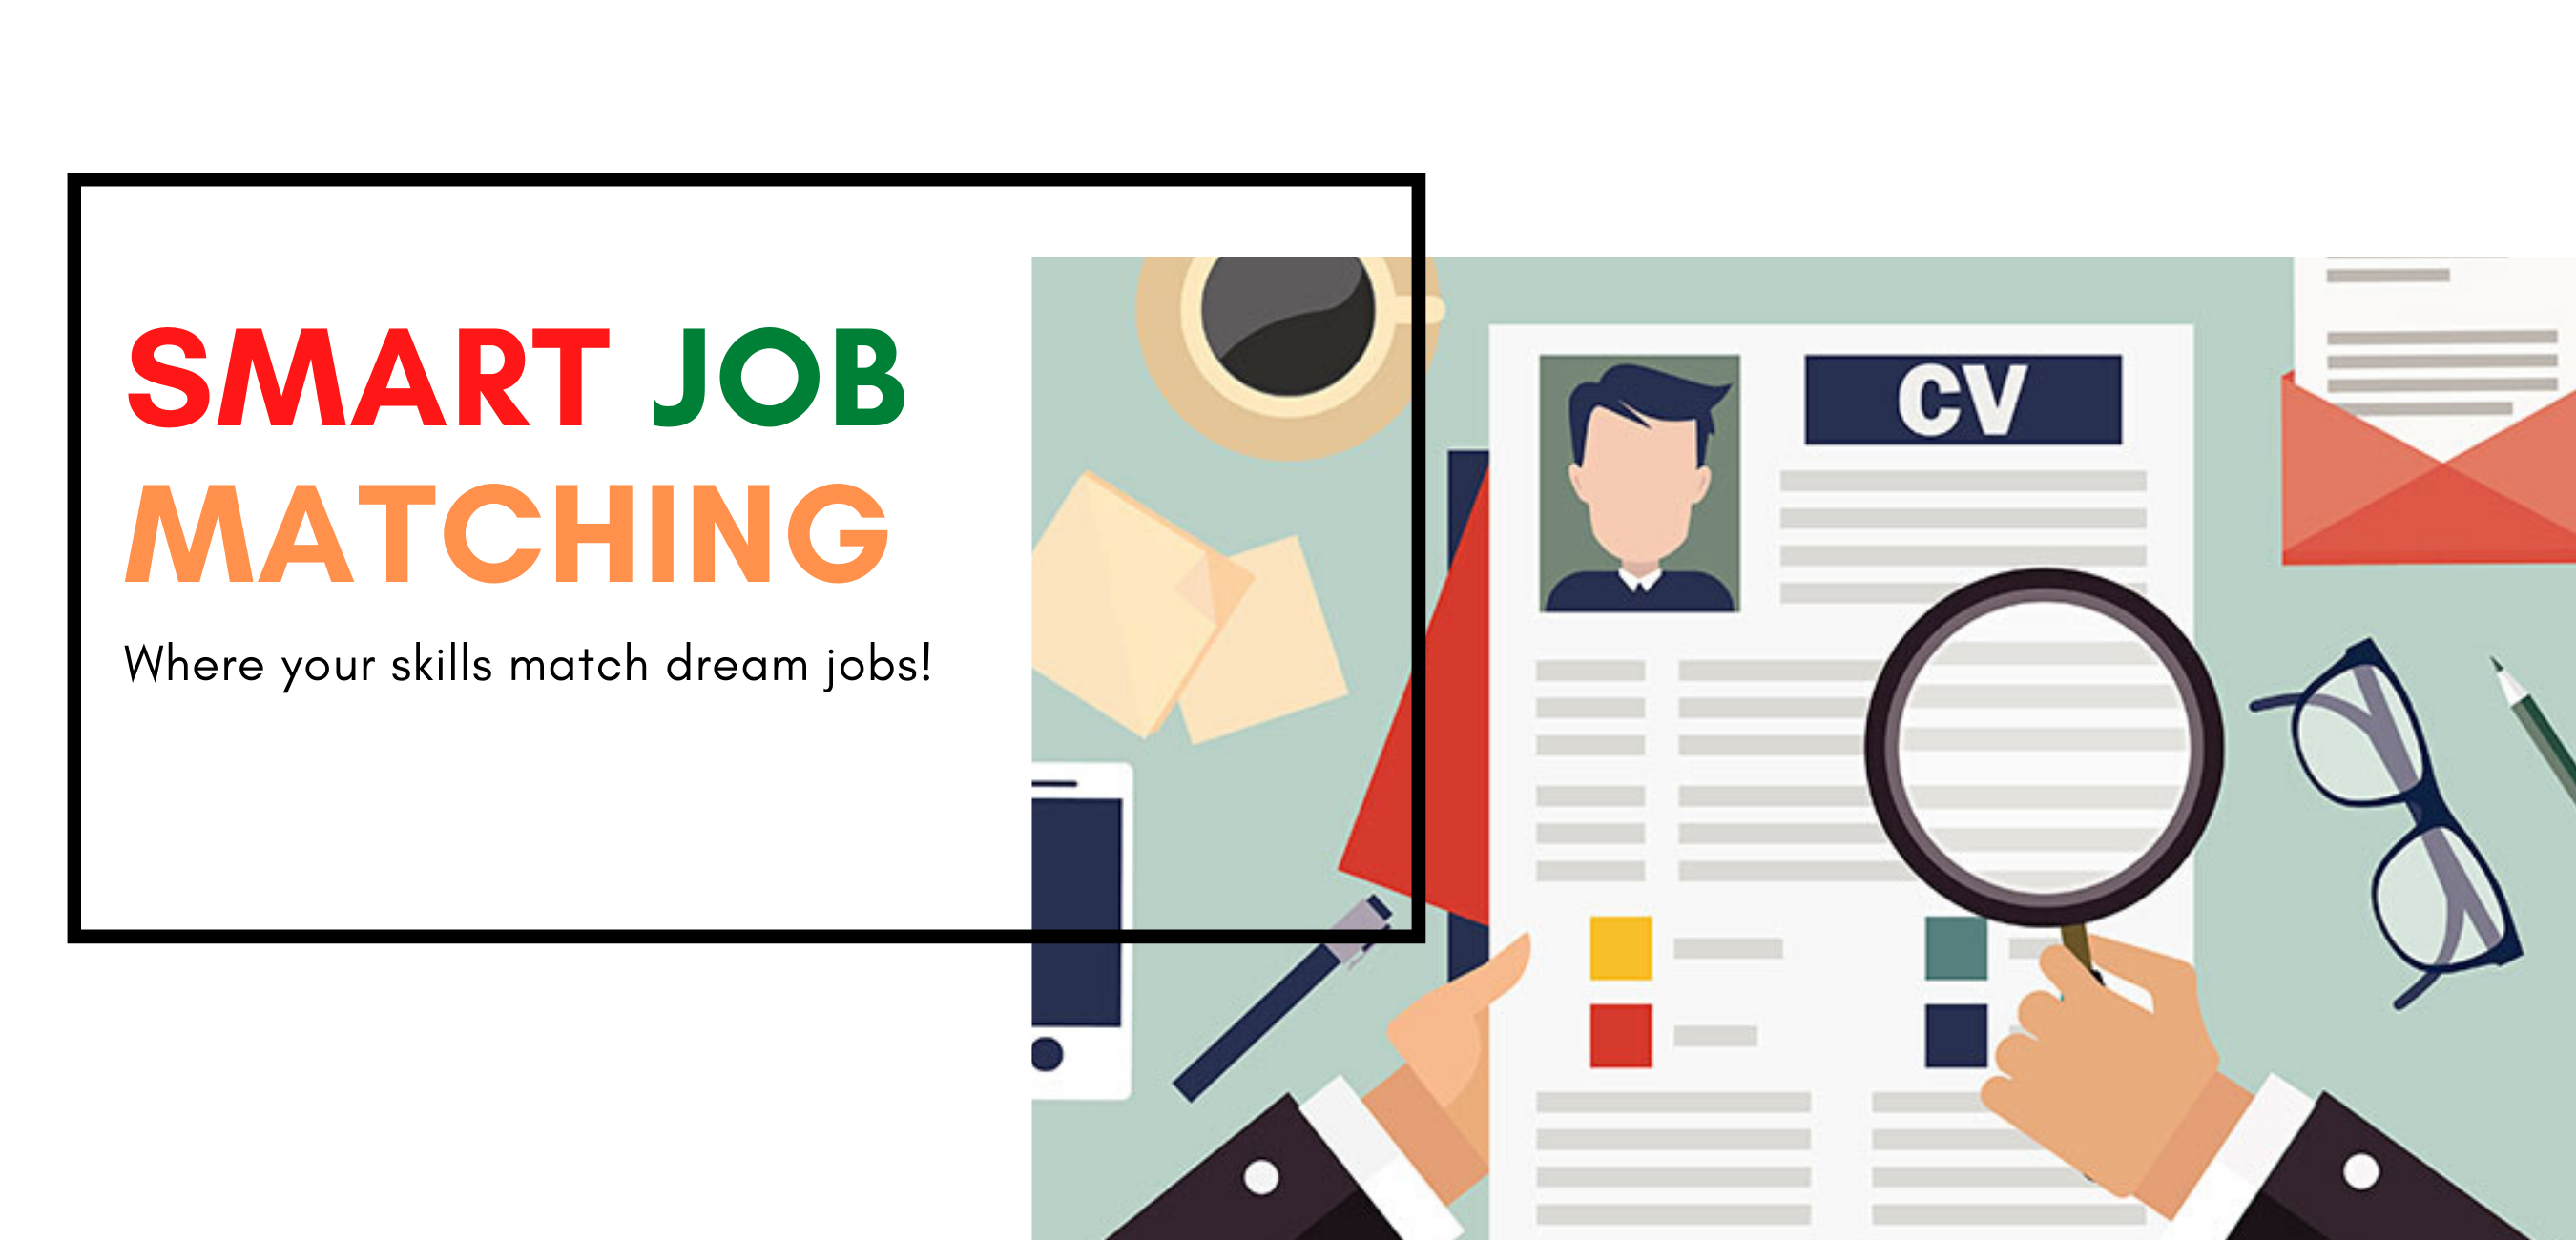 SMART JOB
MATCHING
Where your skills match dream jobs!
CV